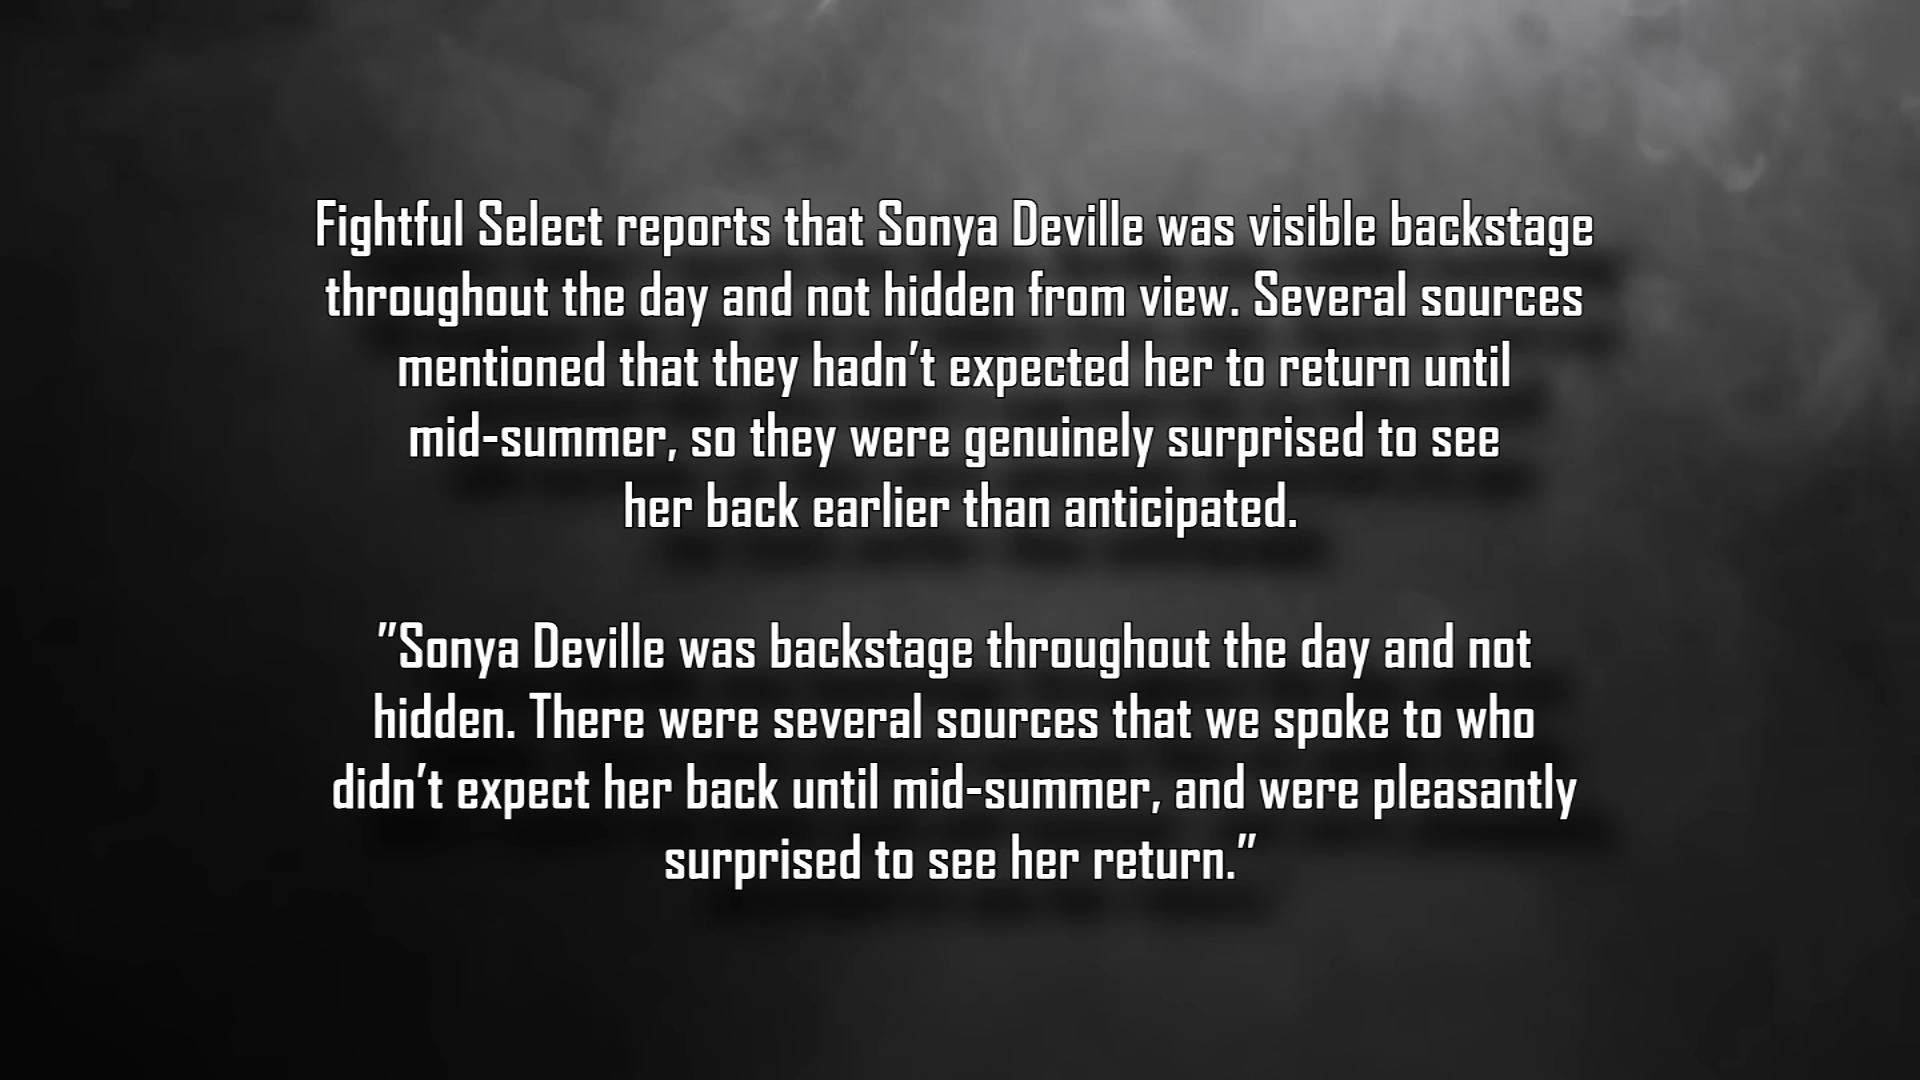 Fightful Select reports that Sonya Deville was visible backstage
throughout the day and not hidden from view. Several sources
mentioned that they hadn't expected her to return until
mid-summer, so they were genuinely surprised to see
her back earlier than anticipated.
"Sonya Deville was backstage throughout the day and not
hidden. There were several sources that we spoke to who
didn't expect her back until mid-summer, and were pleasantly
surprised to see her return."